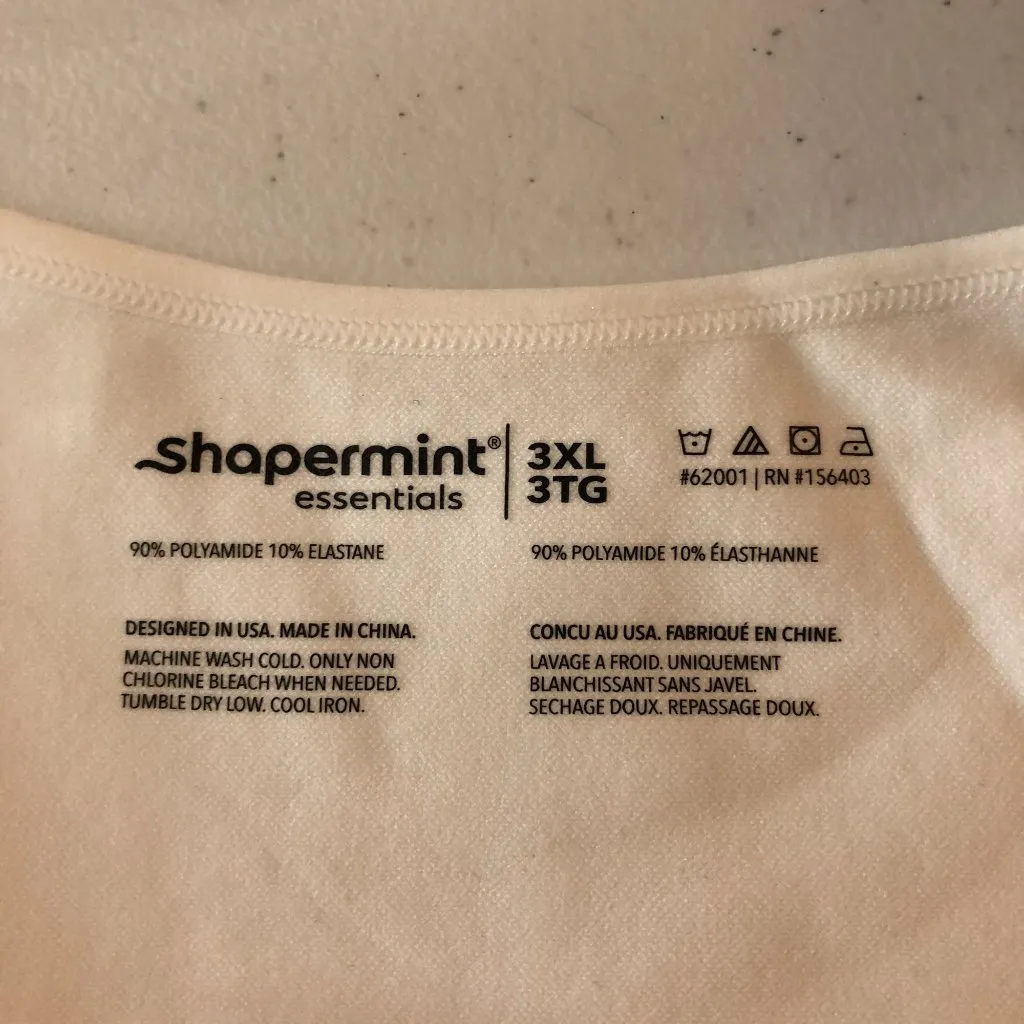 Shapermint®
essentials
3XL
3TG
#62001 | RN #156403
90% POLYAMIDE 10% ELASTANE
90% POLYAMIDE 10% ÉLASTHANNE
DESIGNED IN USA. MADE IN CHINA.
MACHINE WASH COLD. ONLY NON
CHLORINE BLEACH WHEN NEEDED.
TUMBLE DRY LOW. COOL IRON.
CONCU AU USA. FABRIQUÉ EN CHINE.
LAVAGE A FROID. UNIQUEMENT
BLANCHISSANT SANS JAVEL.
SECHAGE DOUX. REPASSAGE DOUX.